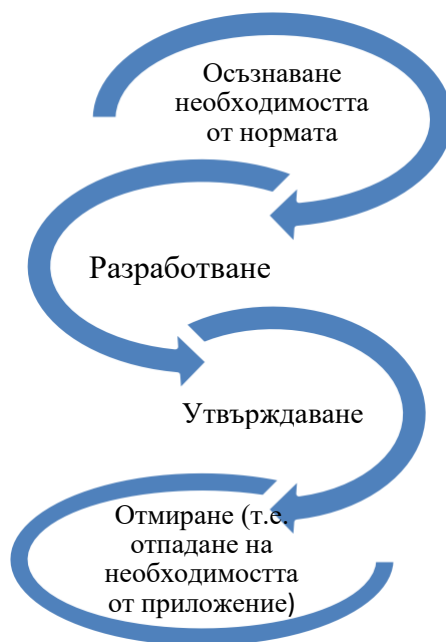 Осъзнаване
необходимостта
от нормата
Разработване
Утвърждаване
Отмиране (т.е.
отпадане на
необходимостта
от приложение)